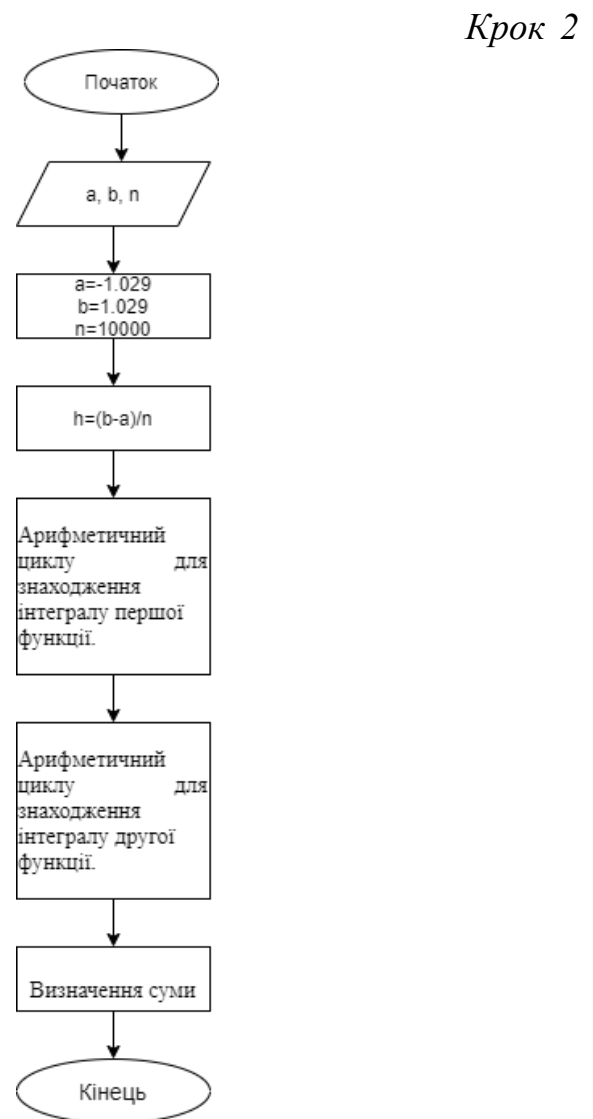 Крок 2
Початок
a, b, n
a=-1.029
b=1.029
n=10000
h=(b-a)/n
Арифметичний
циклу для
знаходження
інтегралу першої
функції.
Арифметичний
циклу для
знаходження
інтегралу другої
функції.
Визначення суми
Кінець